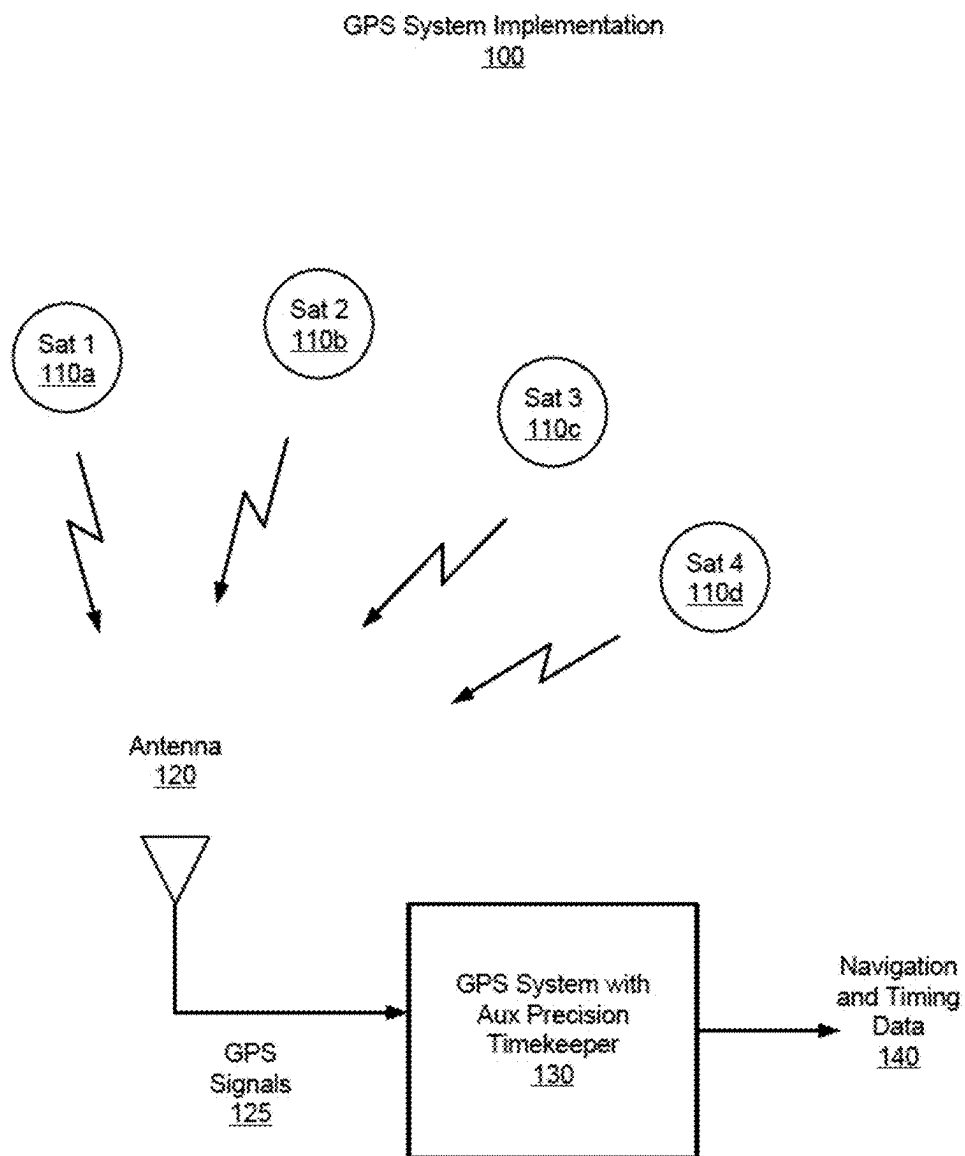 GPS System Implementation
100
Sat 1
110a
Sat 2
110b
Sat 3
110c
Sat 4
110d
Antenna
120
GPS
Signals
125
GPS System with
Aux Precision
Timekeeper
130
Navigation
and Timing
Data
140